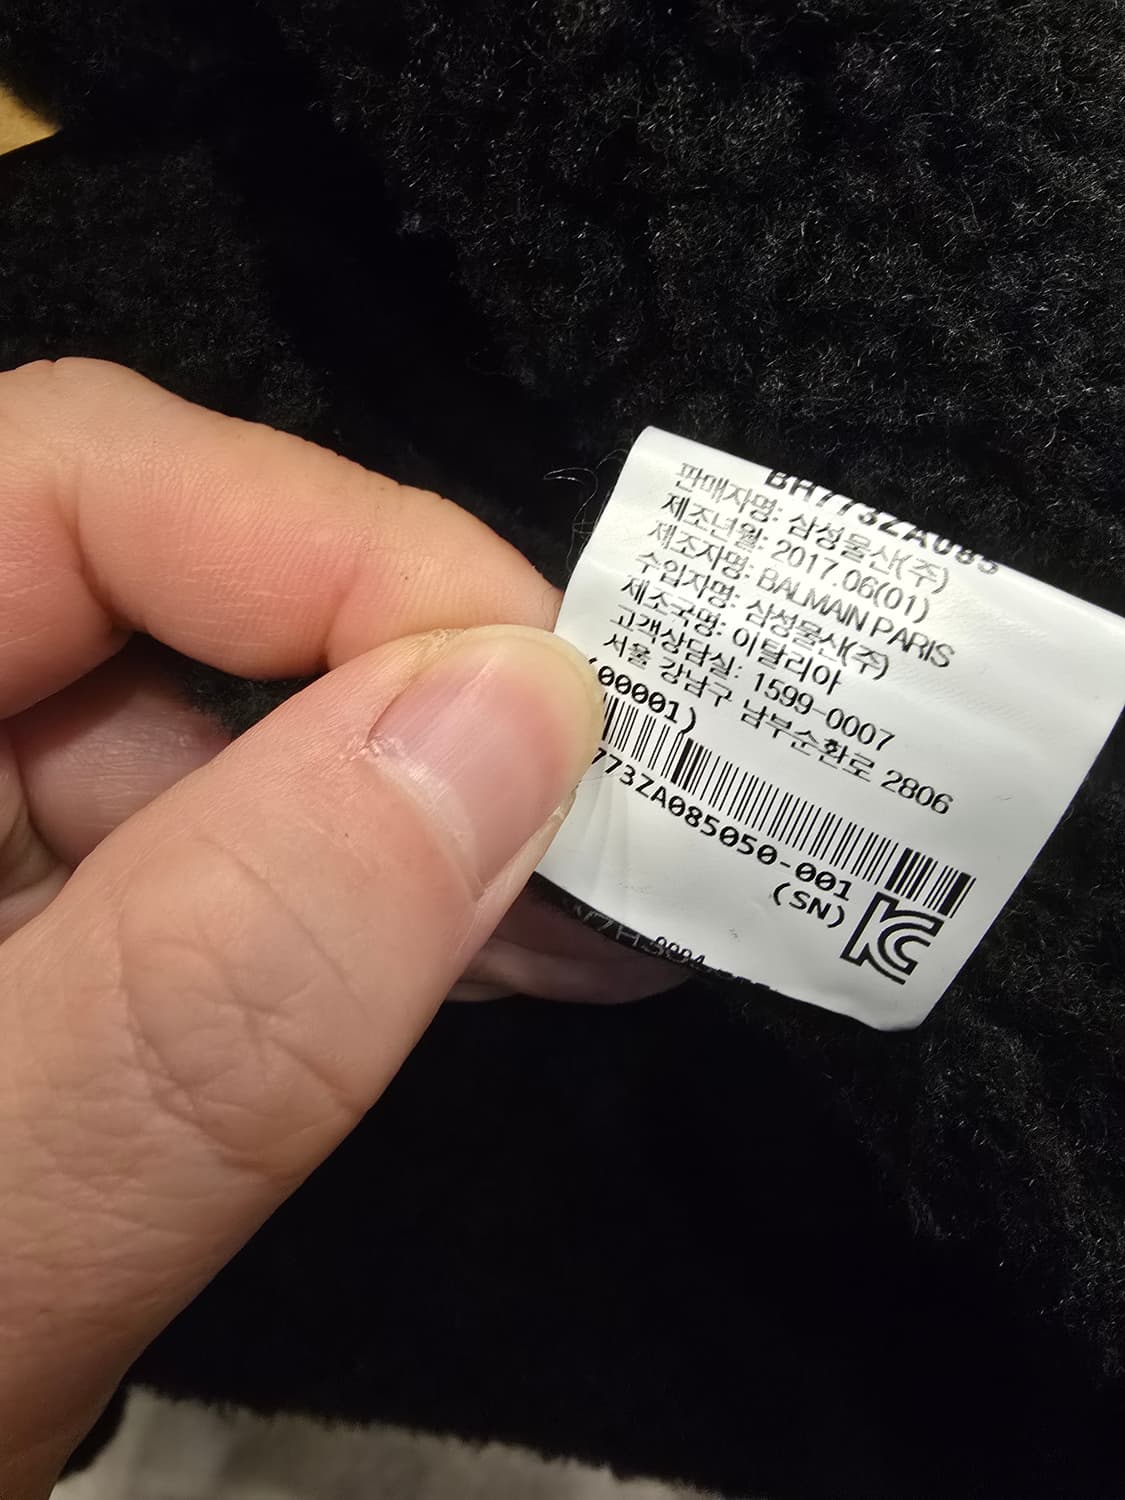 BH773ZA085
판매자명: 삼성물산(주)
제조년월: 2017.06(01)
제조자명: BALMAIN PARIS
수입자명: 삼성물산(주)
제조국명: 이탈리아
고객상담실: 1599-0007
서울 강남구 남부순환로 2806
(00001)
773ZA085050-001
(SN)
KC